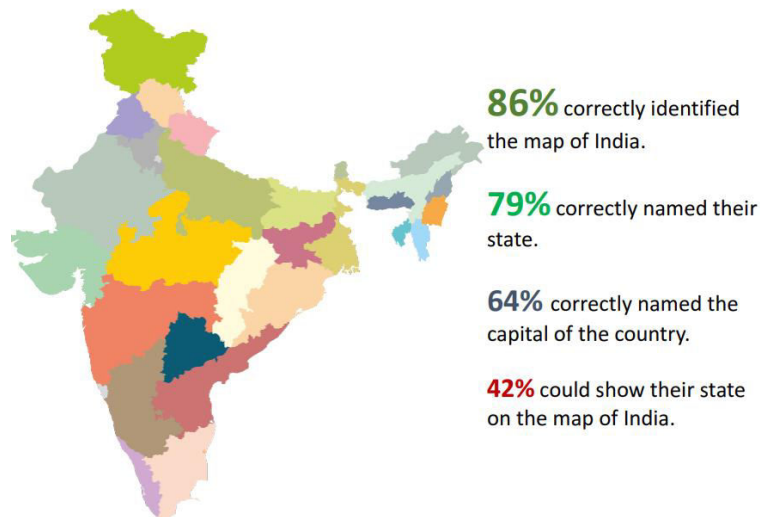 86% correctly identified
the map of India.
79% correctly named their
state.
64% correctly named the
capital of the country.
42% could show their state
on the map of India.